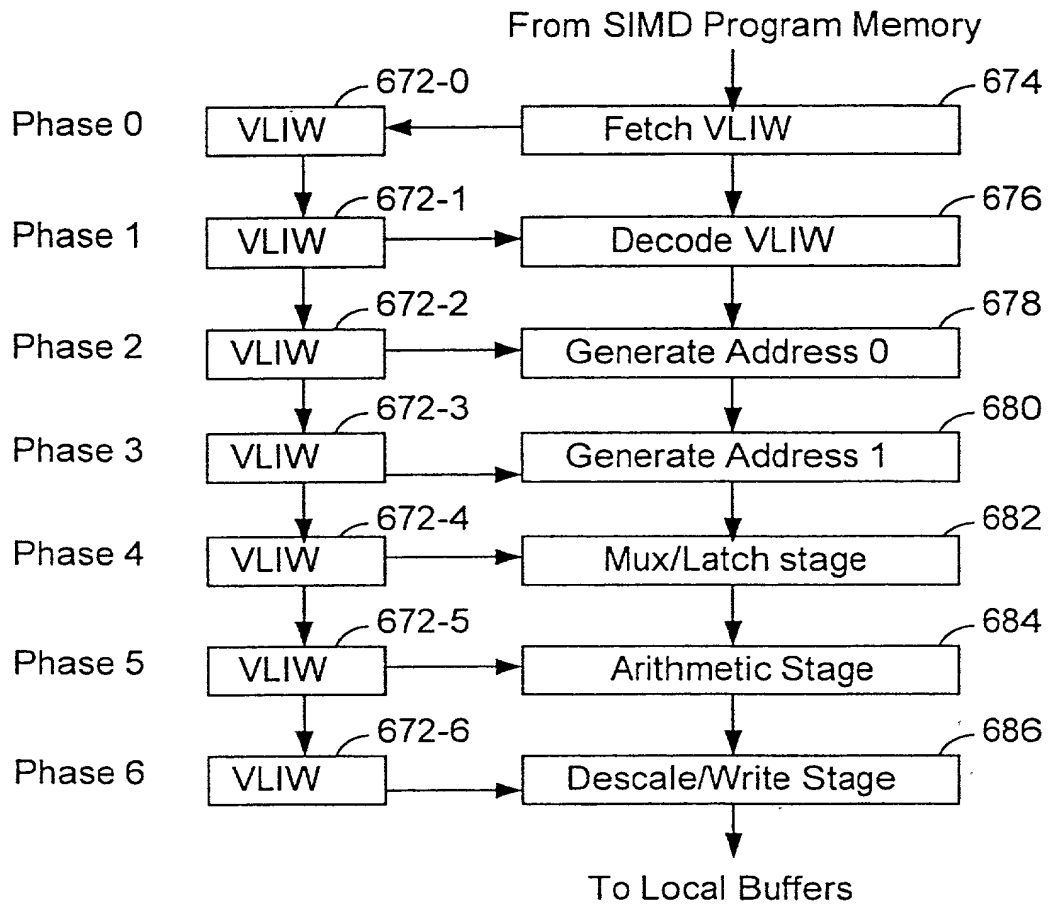 From SIMD Program Memory
672-0
674
Phase 0
VLIW
Fetch VLIW
672-1
676
Phase 1
VLIW
Decode VLIW
672-2
678
Phase 2
VLIW
Generate Address 0
672-3
680
Phase 3
VLIW
Generate Address 1
672-4
682
Phase 4
VLIW
Mux/Latch stage
672-5
684
Phase 5
VLIW
Arithmetic Stage
672-6
686
Phase 6
VLIW
Descale/Write Stage
To Local Buffers